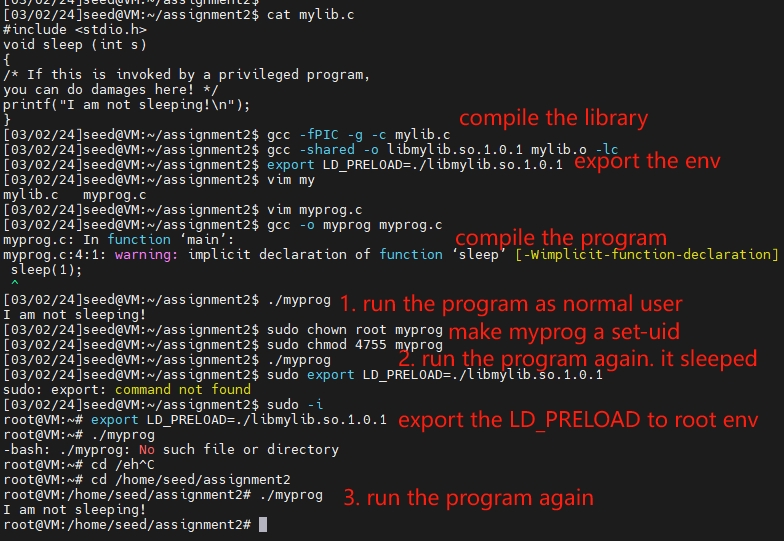 [03/02/24]seed@VM:~/assignment2$
[03/02/24]seed@VM:~/assignment2$ cat mylib.c
#include <stdio.h>
void sleep (int s)
{
/* If this is invoked by a privileged program,
you can do damages here! */
printf("I am not sleeping!\n");
}
compile the library
[03/02/24]seed@VM:~/assignment2$ gcc -fPIC -g -c mylib.c
[03/02/24]seed@VM:~/assignment2$ gcc -shared -o libmylib.so.1.0.1 mylib.o -lc
[03/02/24]seed@VM:~/assignment2$ export LD_PRELOAD=./libmylib.so.1.0.1 export the env
[03/02/24]seed@VM:~/assignment2$ vim my
mylib.c   myprog.c
[03/02/24]seed@VM:~/assignment2$ vim myprog.c
[03/02/24]seed@VM:~/assignment2$ gcc -o myprog myprog.c
myprog.c: In function ‘main’: compile the program
myprog.c:4:1: warning: implicit declaration of function ‘sleep’ [-Wimplicit-function-declaration]
 sleep(1);
 ^
[03/02/24]seed@VM:~/assignment2$ ./myprog 1. run the program as normal user
I am not sleeping!
[03/02/24]seed@VM:~/assignment2$ sudo chown root myprog make myprog a set-uid
[03/02/24]seed@VM:~/assignment2$ sudo chmod 4755 myprog
[03/02/24]seed@VM:~/assignment2$ ./myprog 2. run the program again. it sleeped
[03/02/24]seed@VM:~/assignment2$ sudo export LD_PRELOAD=./libmylib.so.1.0.1
sudo: export: command not found
[03/02/24]seed@VM:~/assignment2$ sudo -i
root@VM:~# export LD_PRELOAD=./libmylib.so.1.0.1 export the LD_PRELOAD to root env
root@VM:~# ./myprog
-bash: ./myprog: No such file or directory
root@VM:~# cd /eh^C
root@VM:~# cd /home/seed/assignment2
root@VM:/home/seed/assignment2# ./myprog 3. run the program again
I am not sleeping!
root@VM:/home/seed/assignment2#